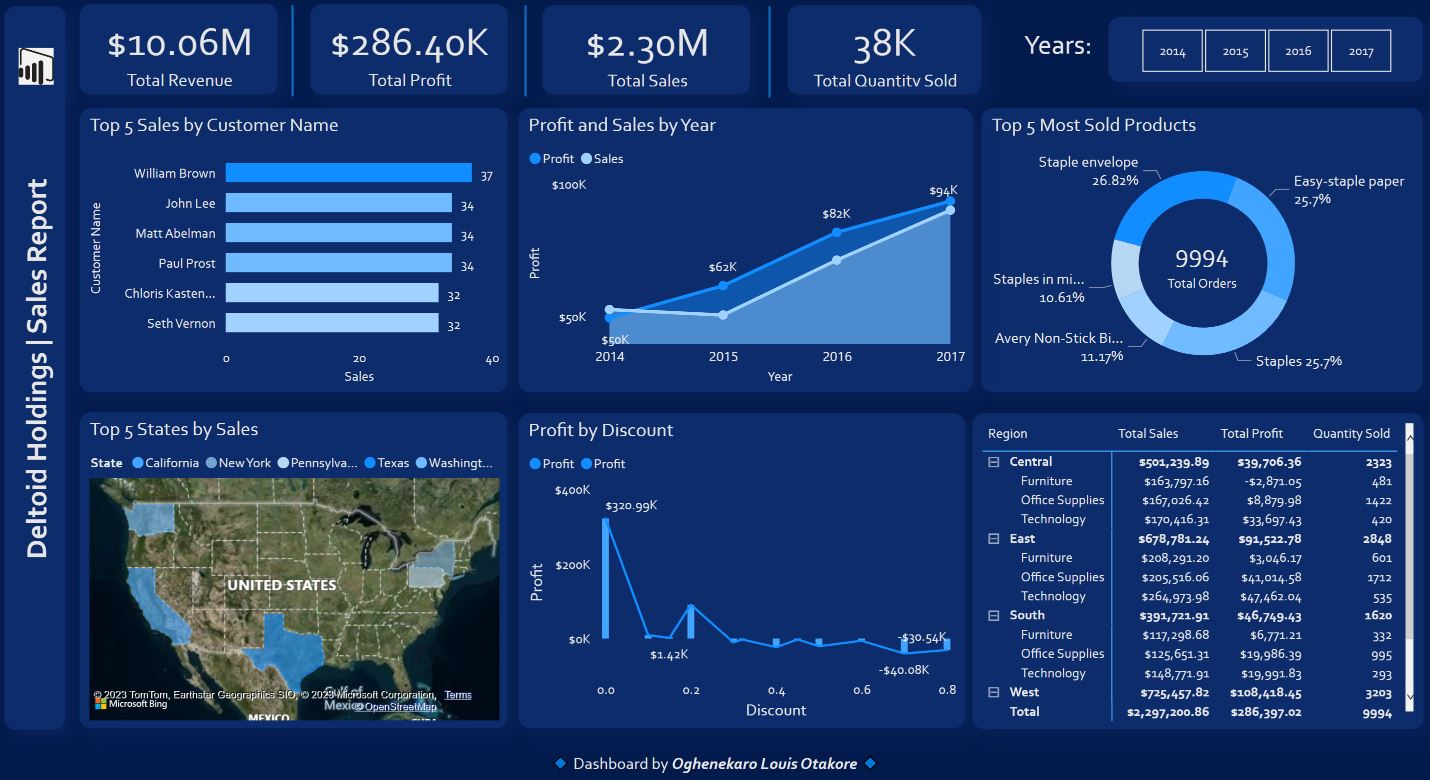 Deltoid Holdings | Sales Report
$10.06M
Total Revenue
$286.40K
Total Profit
$2.30M
Total Sales
38K
Total Quantity Sold
Years:
2014
2015
2016
2017
Top 5 Sales by Customer Name
Customer Name
William Brown 37
John Lee 34
Matt Abelman 34
Paul Prost 34
Chloris Kasten... 32
Seth Vernon 32
0 20 40
Sales
Profit and Sales by Year
Profit Sales
Profit
$100K
$50K
$50K
$62K
$82K
$94K
2014 2015 2016 2017
Year
Top 5 Most Sold Products
Staple envelope
26.82%
Easy-staple paper
25.7%
Staples in mi...
10.61%
Avery Non-Stick Bi...
11.17%
Staples 25.7%
9994
Total Orders
Top 5 States by Sales
State California New York Pennsylva... Texas Washingt...
UNITED STATES
Gulf of
Mexico
MEXICO
CUBA
© 2023 TomTom, Earthstar Geographics SIO, © 2023 Microsoft Corporation, Terms
Microsoft Bing
© OpenStreetMap
Profit by Discount
Profit Profit
Profit
$400K
$200K
$0K
$320.99K
$1.42K
-$30.54K
-$40.08K
0.0 0.2 0.4 0.6 0.8
Discount
Region Total Sales Total Profit Quantity Sold
Central $501,239.89 $39,706.36 2323
Furniture $163,797.16 -$2,871.05 481
Office Supplies $167,026.42 $8,879.98 1422
Technology $170,416.31 $33,697.43 420
East $678,781.24 $91,522.78 2848
Furniture $208,291.20 $3,046.17 601
Office Supplies $205,516.06 $41,014.58 1712
Technology $264,973.98 $47,462.04 535
South $391,721.91 $46,749.43 1620
Furniture $117,298.68 $6,771.21 332
Office Supplies $125,651.31 $19,986.39 995
Technology $148,771.91 $19,991.83 293
West $725,457.82 $108,418.45 3203
Total $2,297,200.86 $286,397.02 9994
Dashboard by Oghenekaro Louis Otakore